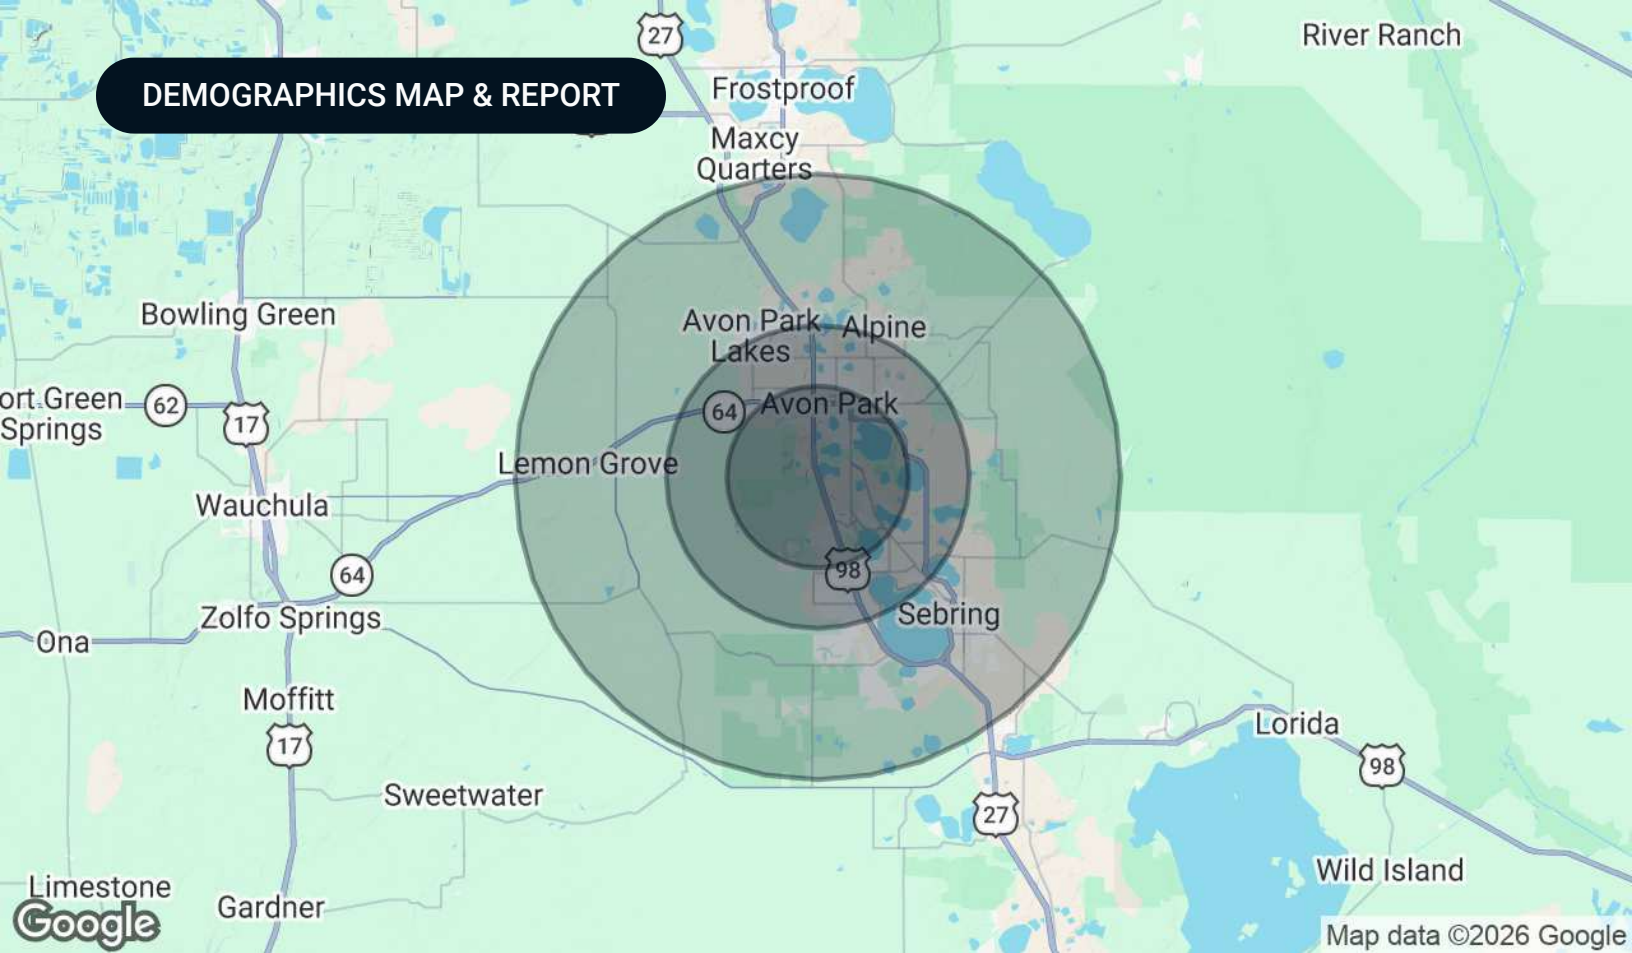 27
River Ranch
DEMOGRAPHICS MAP & REPORT
Frostproof
Maxcy
Quarters
Bowling Green
Avon Park
Lakes
Alpine
ort Green
Springs
62
17
64
Avon Park
Lemon Grove
Wauchula
64
98
Zolfo Springs
Sebring
Ona
Moffitt
17
Lorida
98
Sweetwater
27
Wild Island
Limestone
Gardner
Google
Map data ©2026 Google